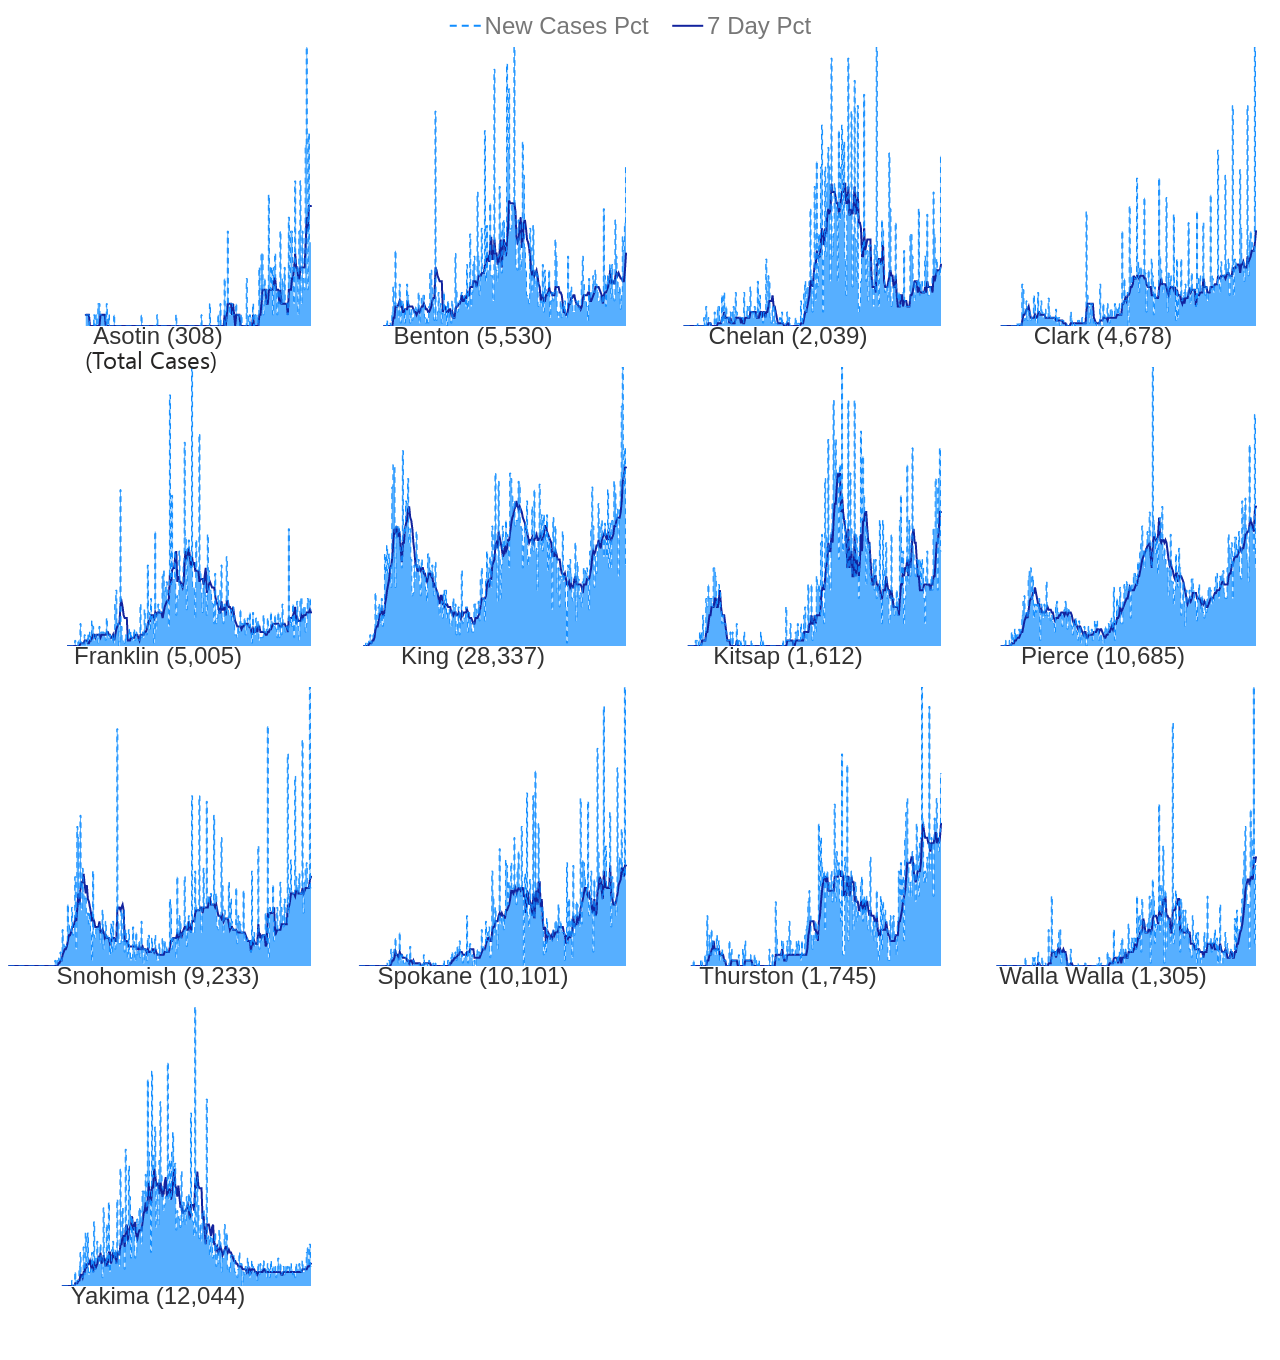 New Cases Pct 7 Day Pct
Asotin (308) Benton (5,530) Chelan (2,039) Clark (4,678)
(Total Cases)
Franklin (5,005) King (28,337) Kitsap (1,612) Pierce (10,685)
Snohomish (9,233) Spokane (10,101) Thurston (1,745) Walla Walla (1,305)
Yakima (12,044)